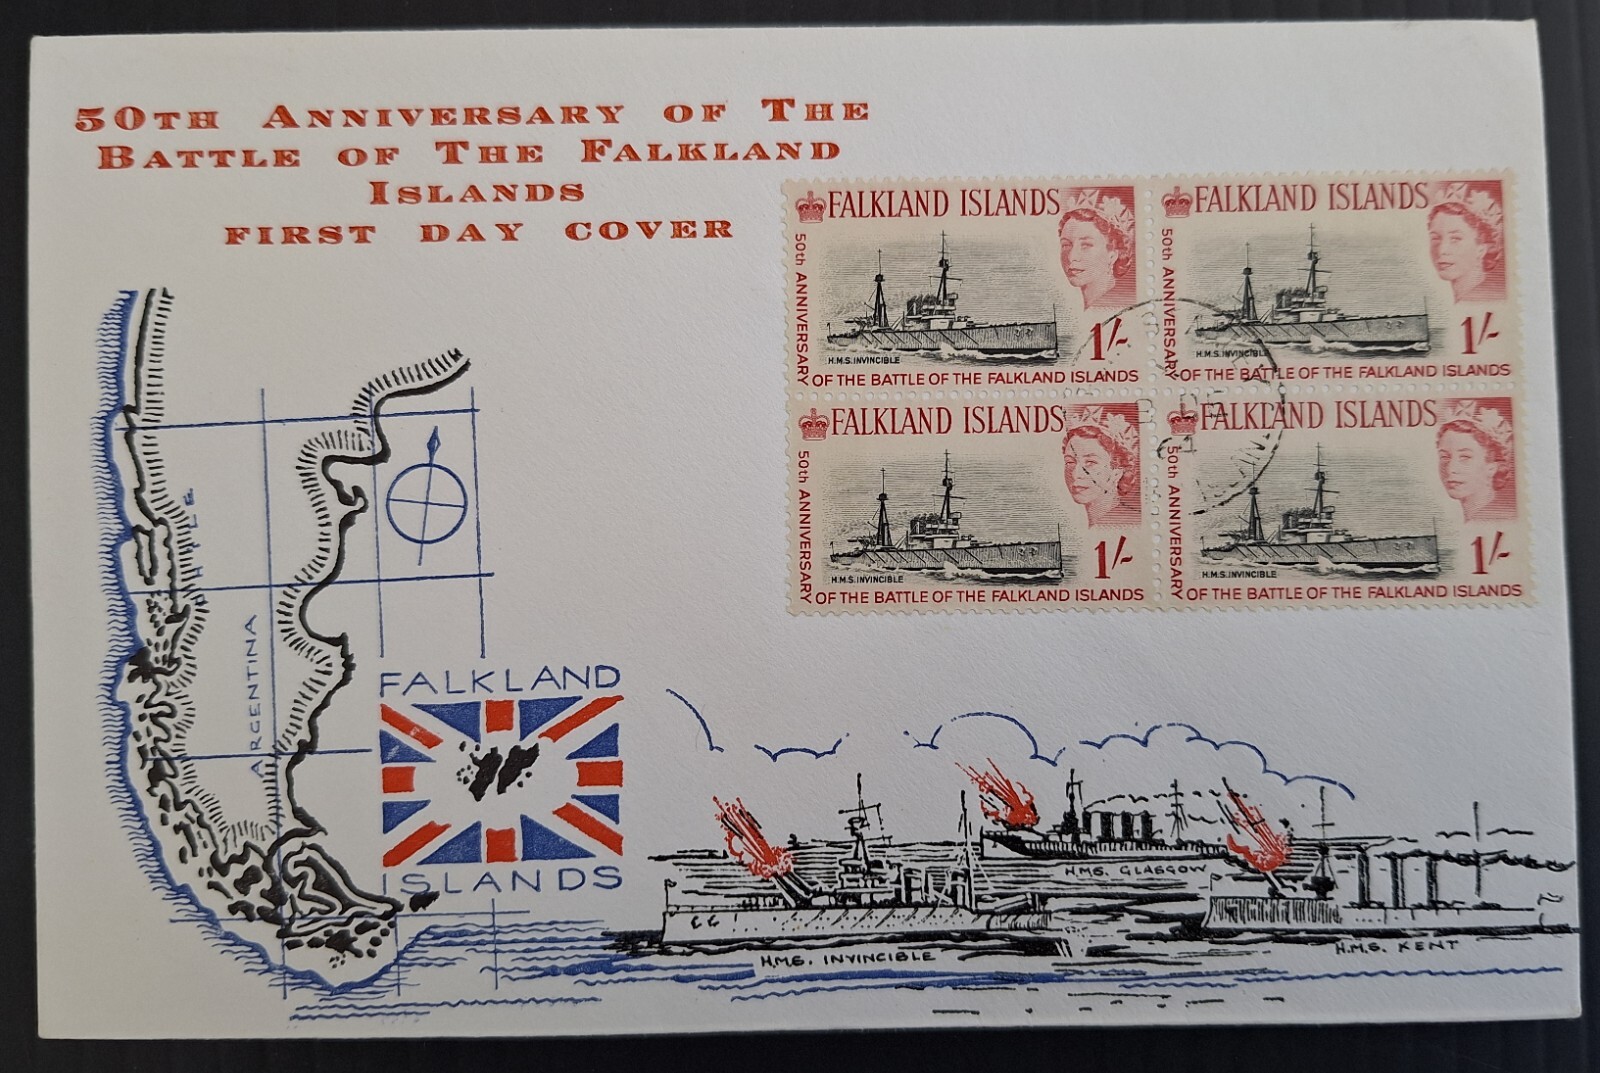 50TH ANNIVERSARY OF THE
BATTLE OF THE FALKLAND
ISLANDS
FIRST DAY COVER
FALKLAND ISLANDS
50th ANNIVERSARY
H.M.S. INVINCIBLE
1/-
OF THE BATTLE OF THE FALKLAND ISLANDS
FALKLAND ISLANDS
50th ANNIVERSARY
H.M.S. INVINCIBLE
1/-
OF THE BATTLE OF THE FALKLAND ISLANDS
FALKLAND ISLANDS
50th ANNIVERSARY
H.M.S. INVINCIBLE
1/-
OF THE BATTLE OF THE FALKLAND ISLANDS
FALKLAND ISLANDS
50th ANNIVERSARY
H.M.S. INVINCIBLE
1/-
OF THE BATTLE OF THE FALKLAND ISLANDS
CHILE
ARGENTINA
FALKLAND
ISLANDS
H.M.S. GLASGOW
H.M.S. INVINCIBLE
H.M.S. KENT